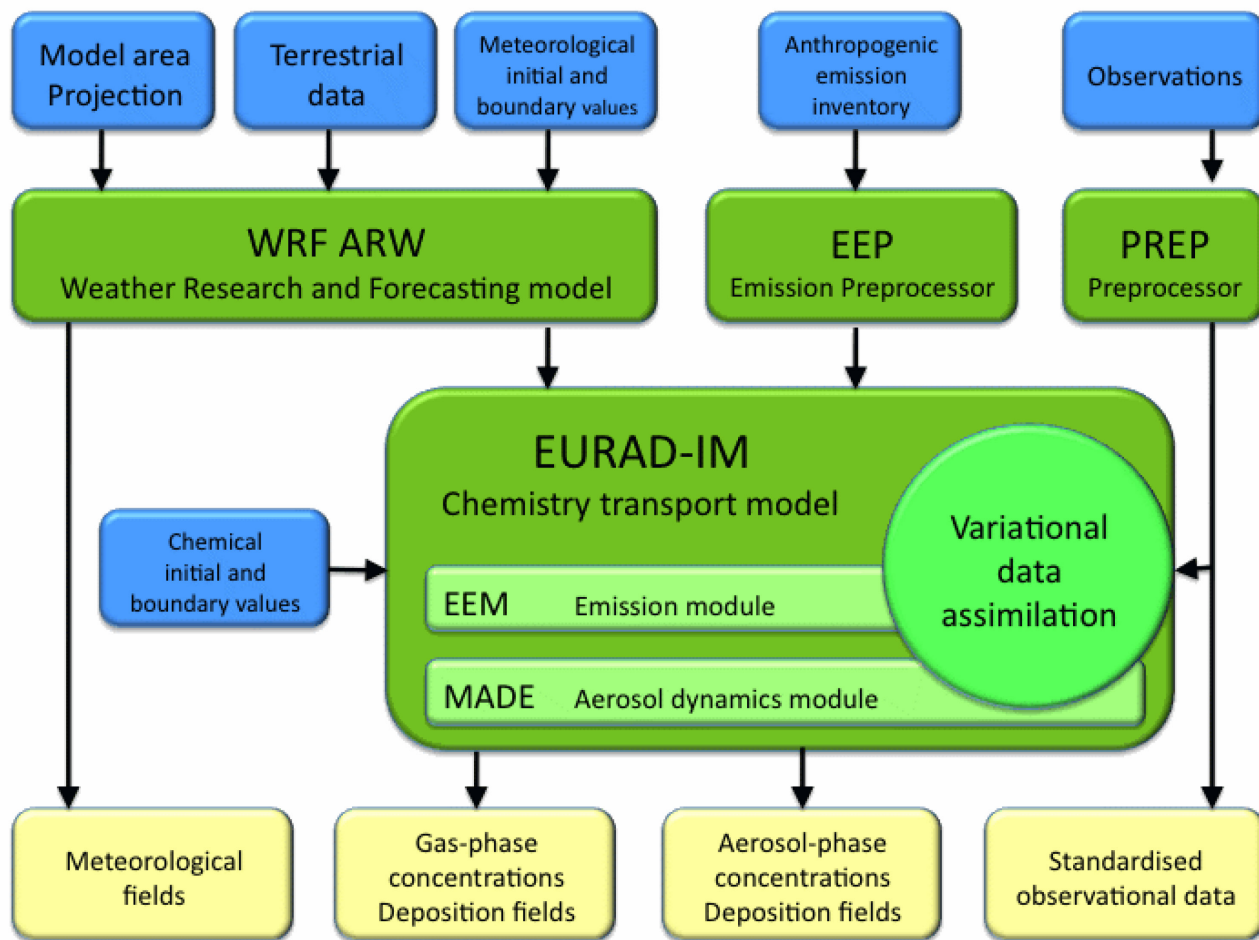 Model area
Projection
Terrestrial
data
Meteorological
initial and
boundary values
Anthropogenic
emission
inventory
Observations
WRF ARW
Weather Research and Forecasting model
EEP
Emission Preprocessor
PREP
Preprocessor
EURAD-IM
Chemistry transport model
Variational
data
assimilation
Chemical
initial and
boundary values
EEM Emission module
MADE Aerosol dynamics module
Meteorological
fields
Gas-phase
concentrations
Deposition fields
Aerosol-phase
concentrations
Deposition fields
Standardised
observational data